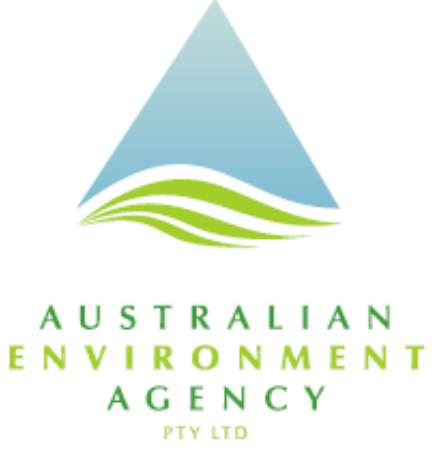 AUSTRALIAN
ENVIRONMENT
AGENCY
PTY LTD